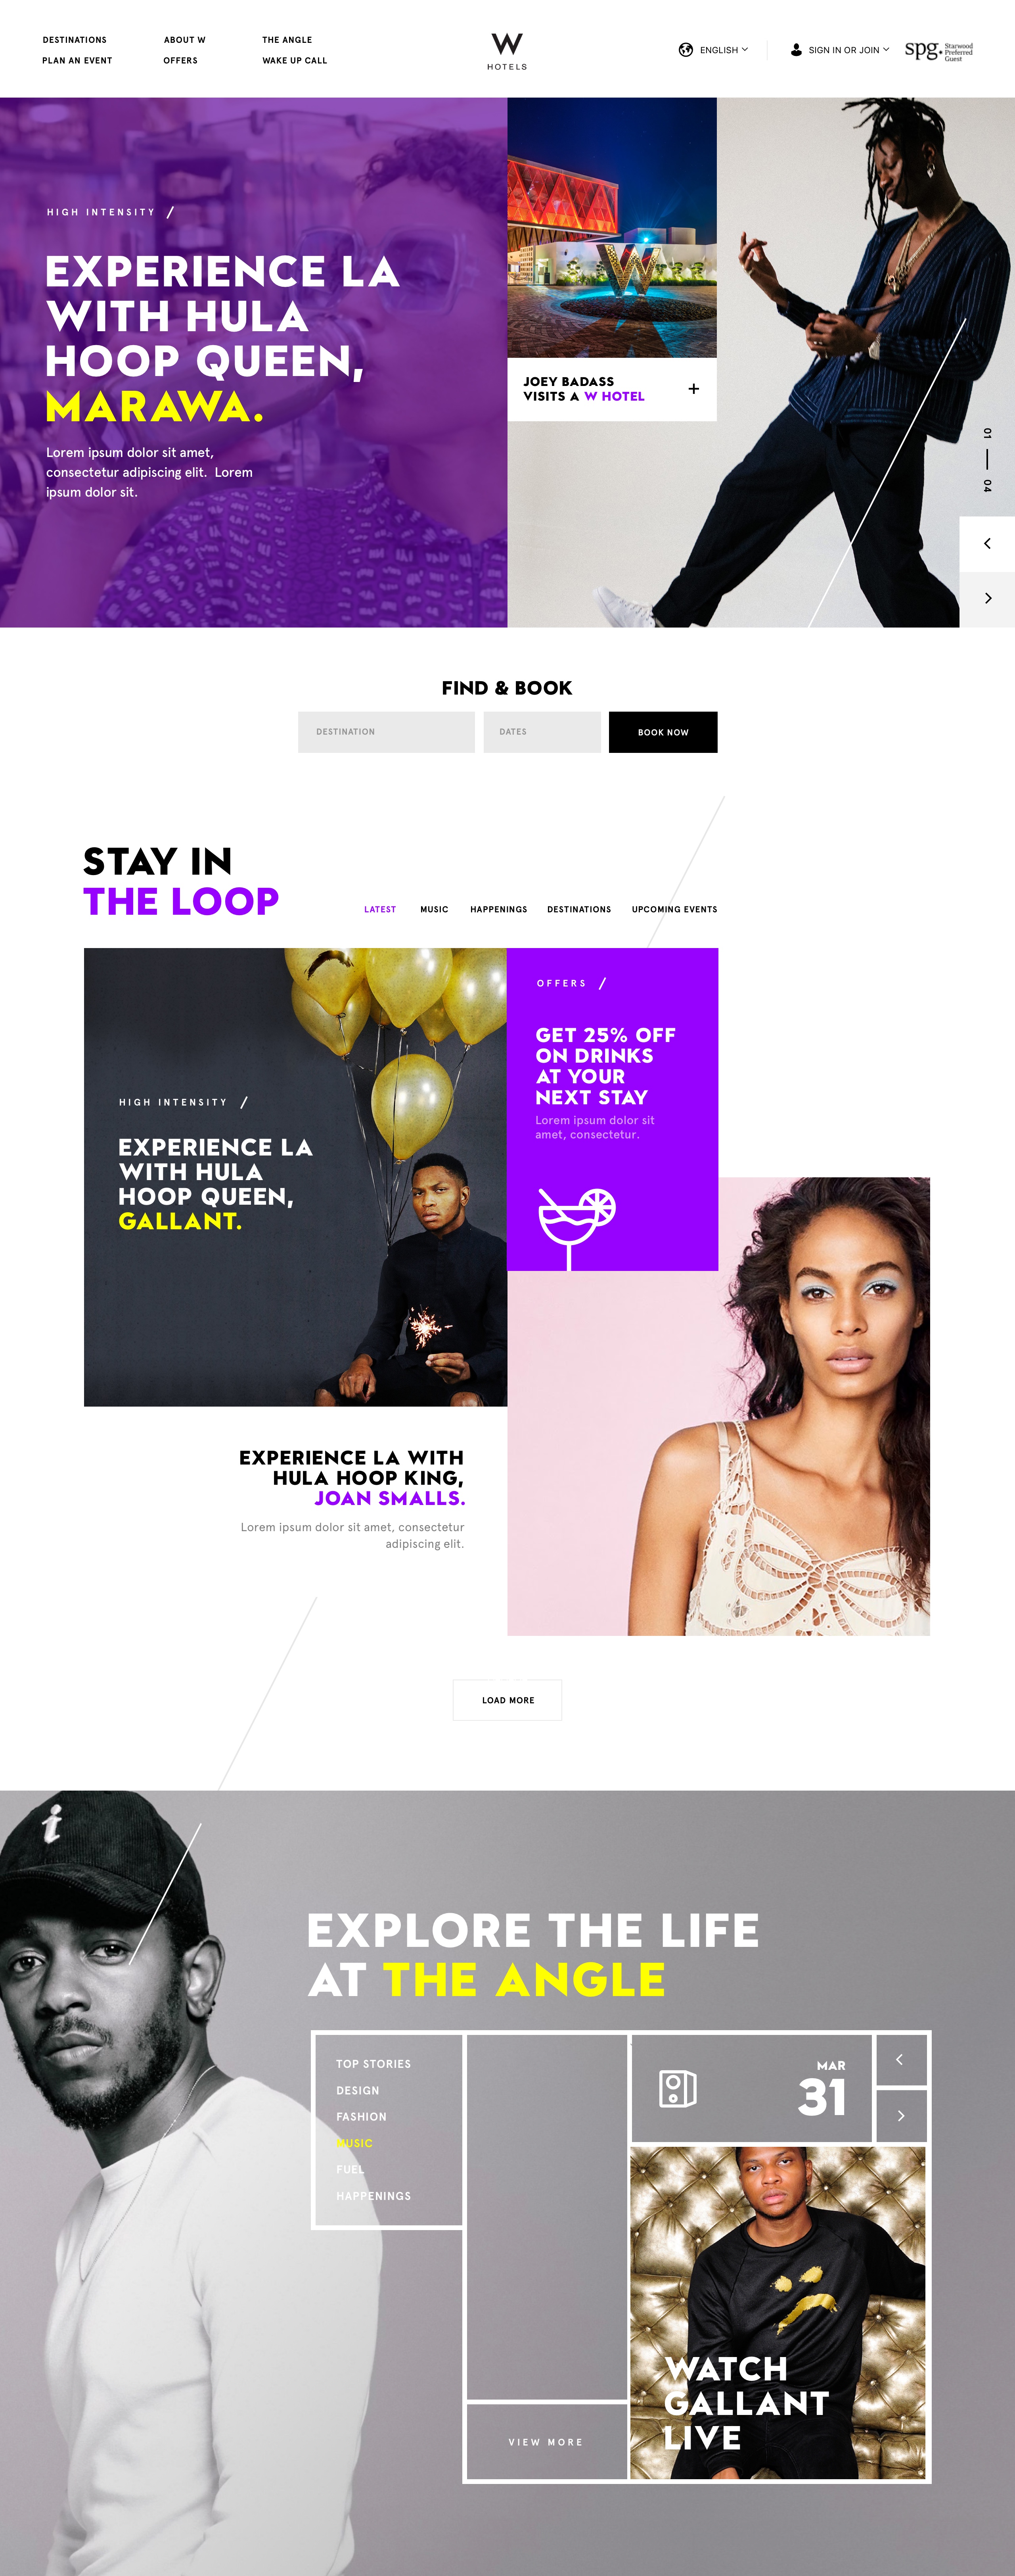 DESTINATIONS
ABOUT W
THE ANGLE
PLAN AN EVENT
OFFERS
WAKE UP CALL
W
HOTELS
ENGLISH
SIGN IN OR JOIN
spg. Starwood
Preferred
Guest
HIGH INTENSITY /
EXPERIENCE LA
WITH HULA
HOOP QUEEN,
MARAWA.
Lorem ipsum dolor sit amet,
consectetur adipiscing elit. Lorem
ipsum dolor sit.
W
JOEY BADASS
VISITS A W HOTEL
+
01
04
FIND & BOOK
DESTINATION
DATES
BOOK NOW
STAY IN
THE LOOP
LATEST
MUSIC
HAPPENINGS
DESTINATIONS
UPCOMING EVENTS
HIGH INTENSITY /
EXPERIENCE LA
WITH HULA
HOOP QUEEN,
GALLANT.
OFFERS /
GET 25% OFF
ON DRINKS
AT YOUR
NEXT STAY
Lorem ipsum dolor sit
amet, consectetur.
EXPERIENCE LA WITH
HULA HOOP KING,
JOAN SMALLS.
Lorem ipsum dolor sit amet, consectetur
adipiscing elit.
LOAD MORE
i
EXPLORE THE LIFE
AT THE ANGLE
TOP STORIES
DESIGN
FASHION
MUSIC
FUEL
HAPPENINGS
MAR
31
WATCH
GALLANT
LIVE
VIEW MORE